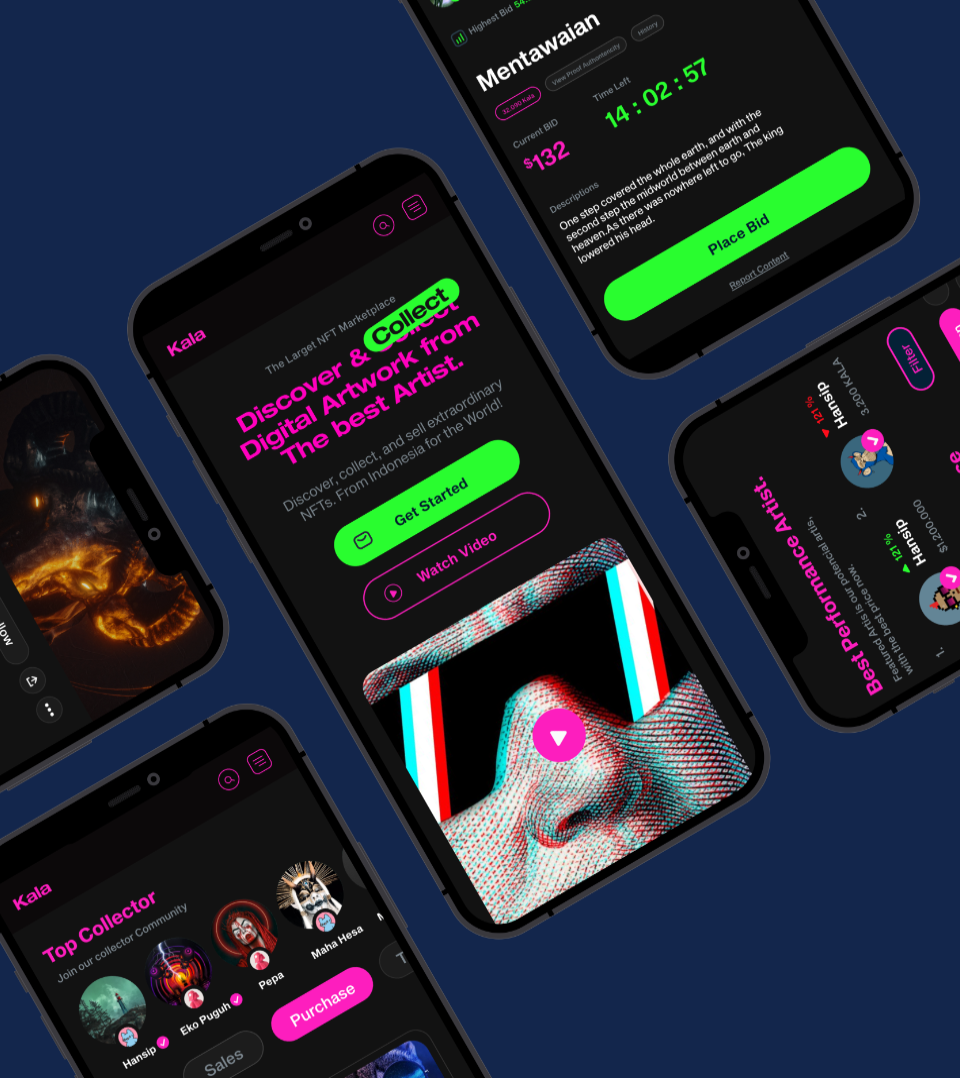 Highest Bid
Mentawaian
32.090 Kala
View Proof Authontencity
History
Current BID
Time Left
$132
14 : 02 : 57
Descriptions
One step covered the whole earth, and with the
second step the midworld between earth and
heaven.As there was nowhere left to go, The king
lowered his head.
Place Bid
Report Content
Kala
The Larget NFT Marketplace
Collect
Discover & Collect
Digital Artwork from
The best Artist.
Discover, collect, and sell extraordinary
NFTs. From Indonesia for the World!
Get Started
Watch Video
Filter
Best Performance Artist.
Featured Artis is our potencial artis,
with the best price now.
2.
Hansip
121 %
3.200 KALA
1.
Hansip
121 %
$1.200.000
Kala
Top Collector
Join our collector Community
Hansip
Eko Puguh
Pepa
Maha Hesa
Sales
Purchase